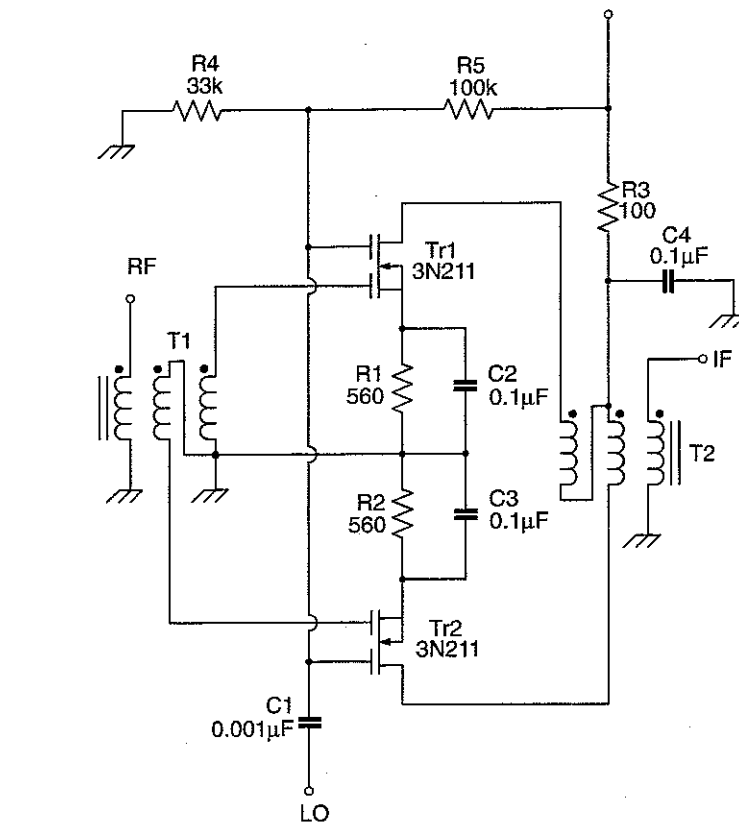 R4
33k
R5
100k
R3
100
C4
0.1µF
RF
Tr1
3N211
T1
IF
R1
560
C2
0.1µF
T2
R2
560
C3
0.1µF
Tr2
3N211
C1
0.001µF
LO